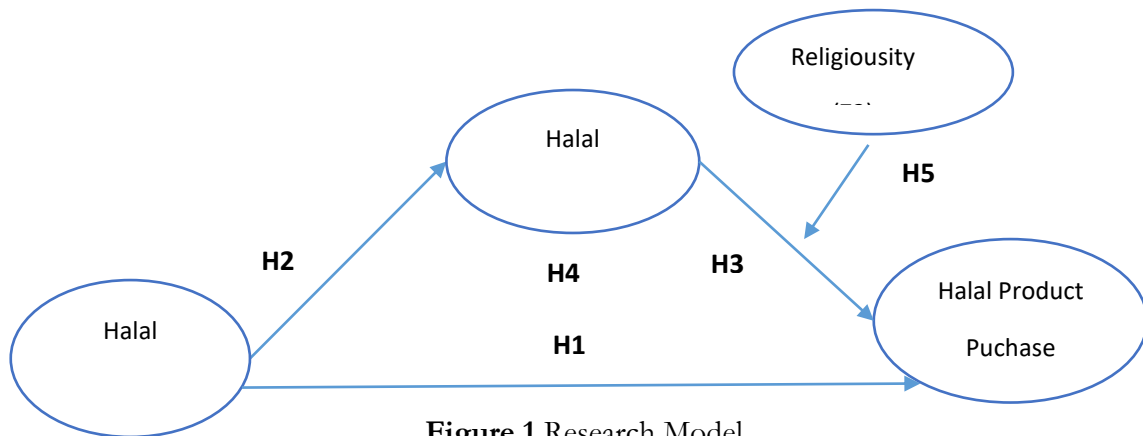 Religiousity
Halal
H5
H2
H4
H3
Halal Product
Puchase
Halal
H1
Figure 1 Research Model